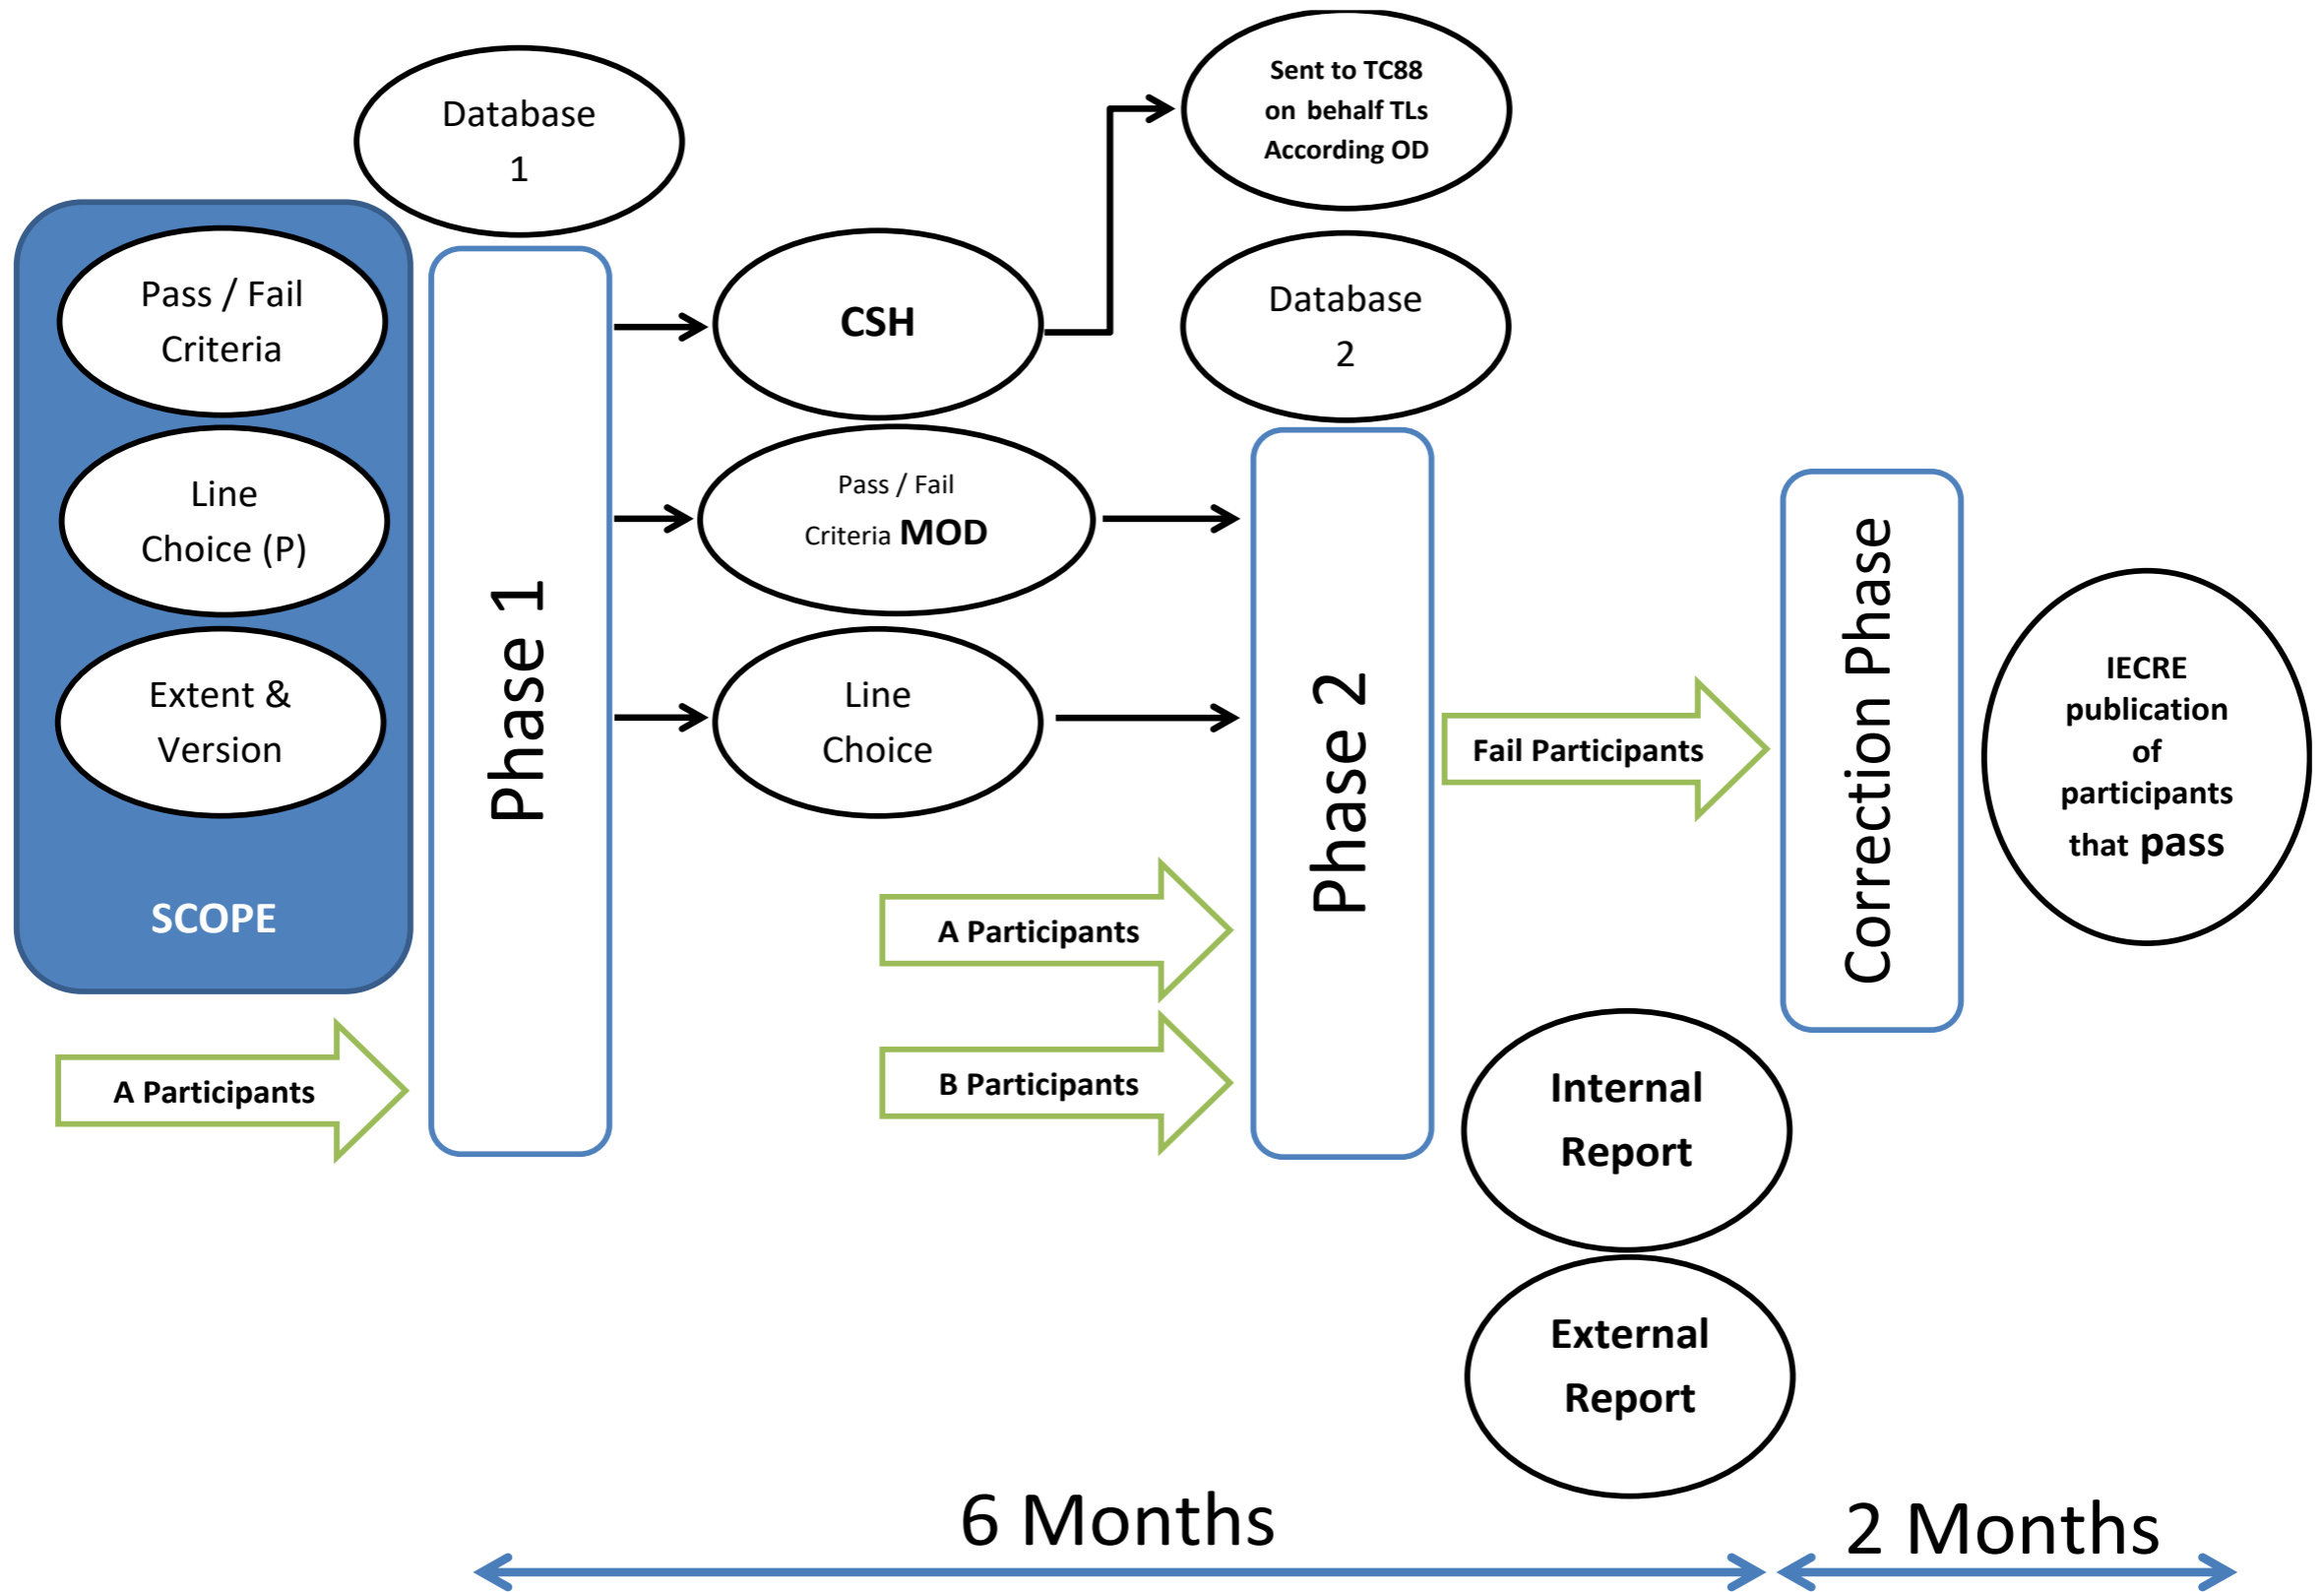 Database
1
Pass / Fail
Criteria
Line
Choice (P)
Extent &
Version
SCOPE
A Participants
Phase 1
CSH
Pass / Fail
Criteria MOD
Line
Choice
A Participants
B Participants
Sent to TC88
on behalf TLs
According OD
Database
2
Phase 2
Fail Participants
Internal
Report
External
Report
Correction Phase
IECRE
publication
of
participants
that pass
6 Months
2 Months